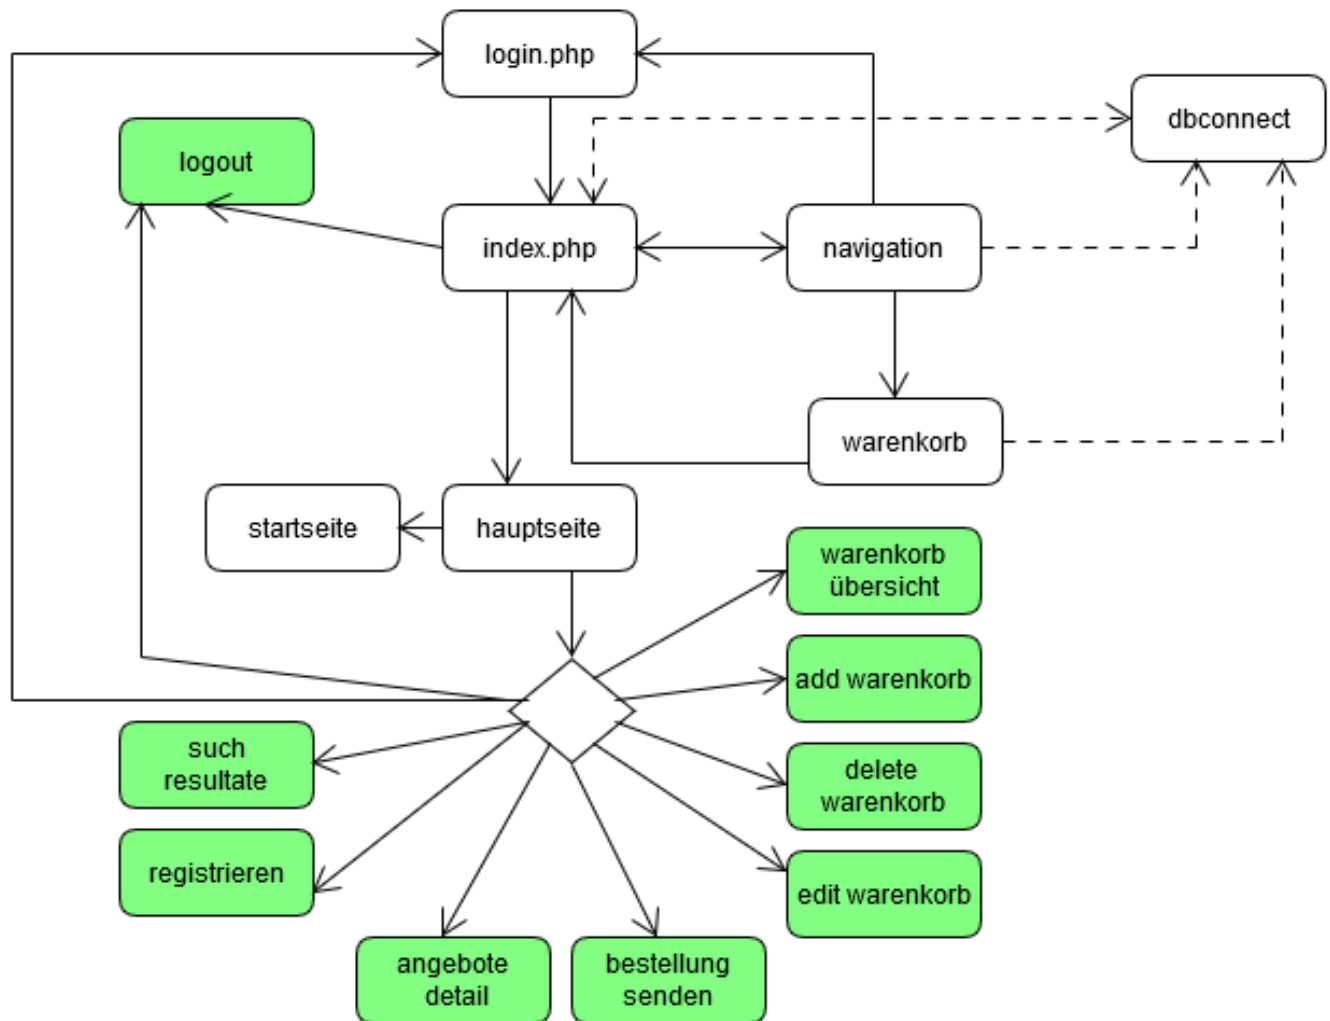 login.php
dbconnect
logout
index.php
navigation
warenkorb
startseite
hauptseite
warenkorb
übersicht
add warenkorb
such
resultate
delete
warenkorb
registrieren
edit warenkorb
angebote
detail
bestellung
senden